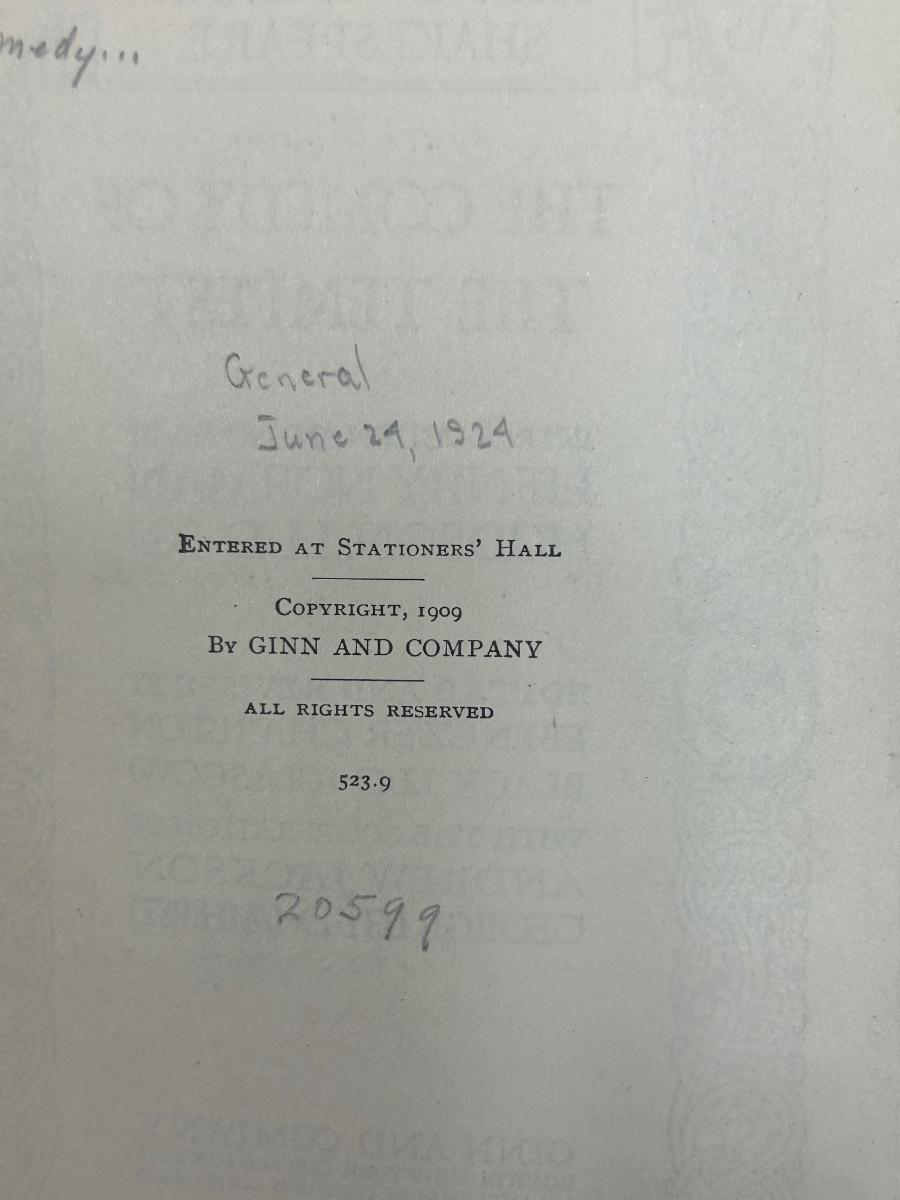 medy...
General
June 24, 1924
ENTERED AT STATIONERS' HALL
COPYRIGHT, 1909
BY GINN AND COMPANY
ALL RIGHTS RESERVED
523.9
20599